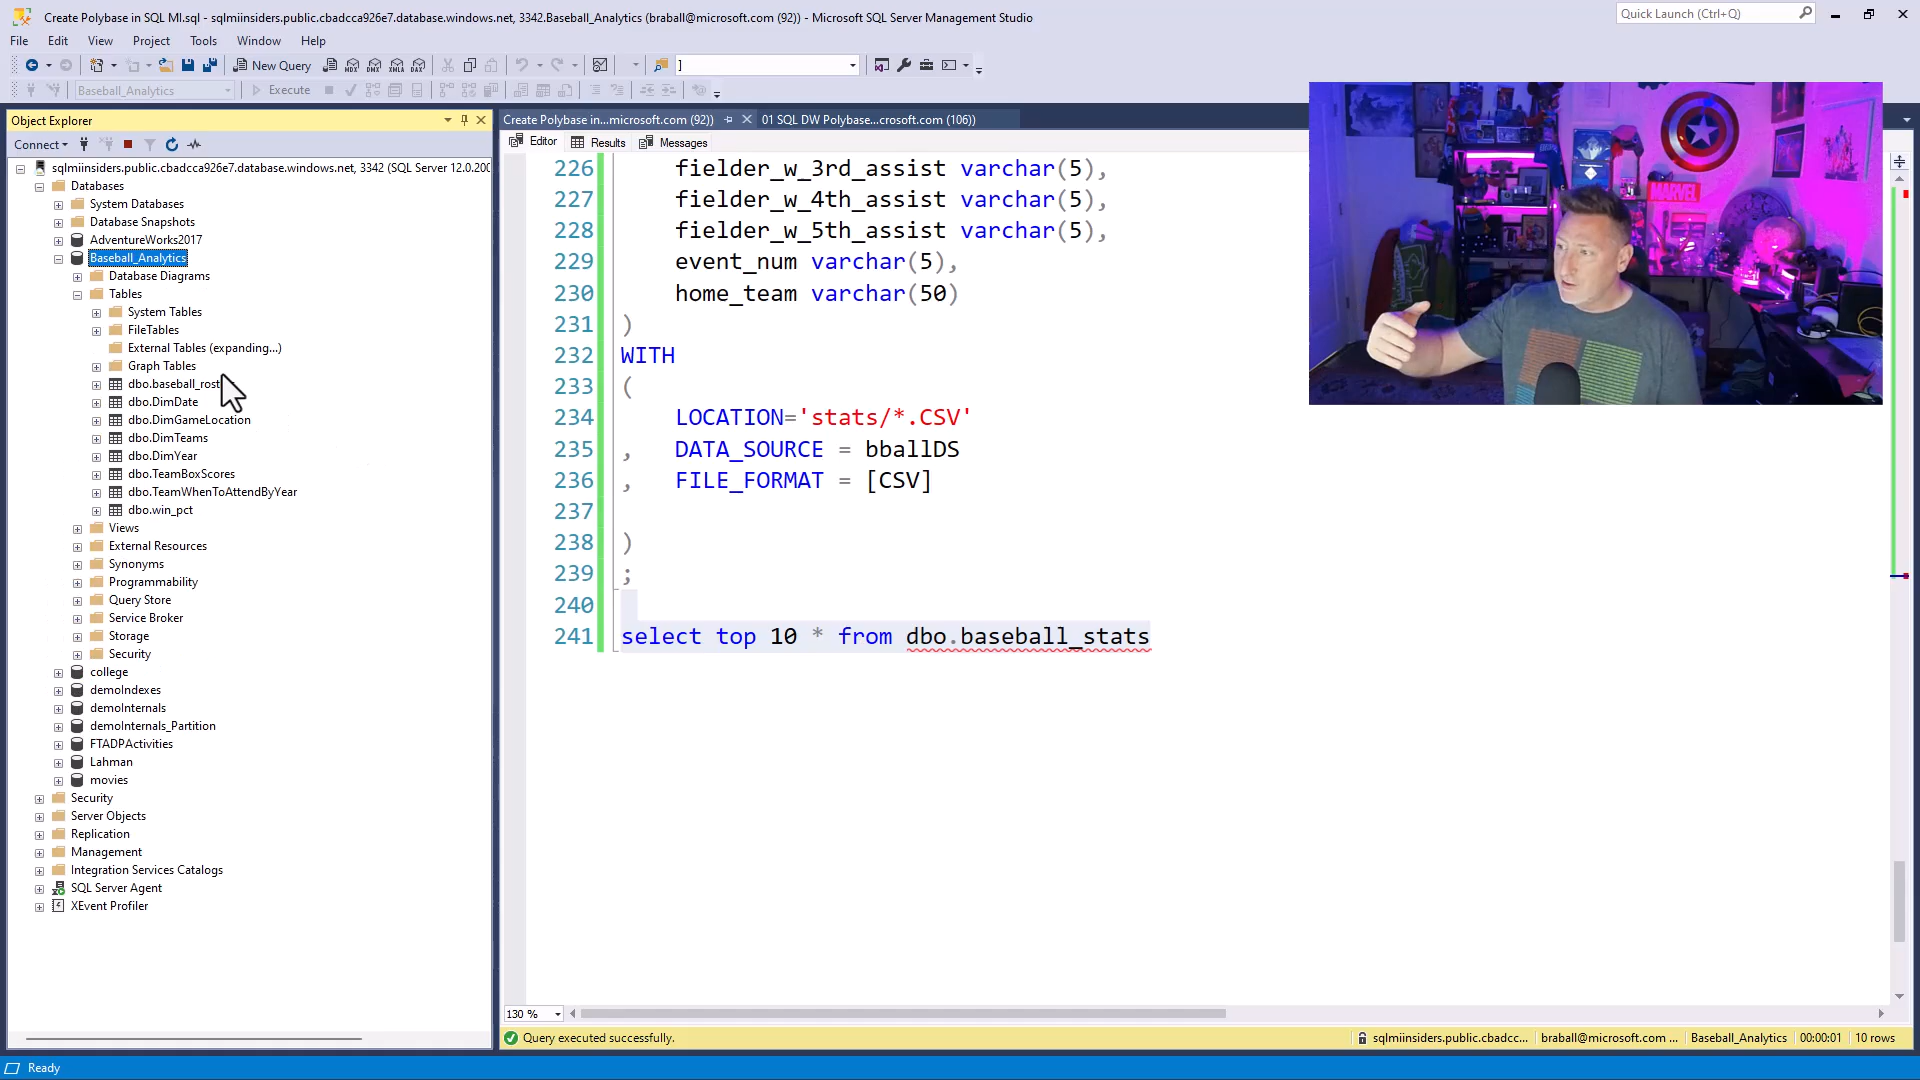 Create Polybase in SQL MI.sql - sqlmiinsiders.public.cbadcca926e7.database.windows.net, 3342.Baseball_Analytics (braball@microsoft.com (92)) - Microsoft SQL Server Management Studio
Quick Launch (Ctrl+Q)
File Edit View Project Tools Window Help
New Query
MDX DMX XMLA DAX
]
Baseball_Analytics
Execute
Object Explorer
Create Polybase in...microsoft.com (92))
01 SQL DW Polybase...crosoft.com (106))
Connect
Editor Results Messages
sqlmiinsiders.public.cbadcca926e7.database.windows.net, 3342 (SQL Server 12.0.200
Databases
System Databases
Database Snapshots
AdventureWorks2017
Baseball_Analytics
Database Diagrams
Tables
System Tables
FileTables
External Tables (expanding...)
Graph Tables
dbo.baseball_rost
dbo.DimDate
dbo.DimGameLocation
dbo.DimTeams
dbo.DimYear
dbo.TeamBoxScores
dbo.TeamWhenToAttendByYear
dbo.win_pct
Views
External Resources
Synonyms
Programmability
Query Store
Service Broker
Storage
Security
college
demoIndexes
demoInternals
demoInternals_Partition
FTADPActivities
Lahman
movies
Security
Server Objects
Replication
Management
Integration Services Catalogs
SQL Server Agent
XEvent Profiler
226 fielder_w_3rd_assist varchar(5),
227 fielder_w_4th_assist varchar(5),
228 fielder_w_5th_assist varchar(5),
229 event_num varchar(5),
230 home_team varchar(50)
231 )
232 WITH
233 (
234 LOCATION='stats/*.CSV'
235 , DATA_SOURCE = bballDS
236 , FILE_FORMAT = [CSV]
237
238 )
239 ;
240
241 select top 10 * from dbo.baseball_stats
MARVEL
130 %
Query executed successfully.
sqlmiinsiders.public.cbadcc... braball@microsoft.com ... Baseball_Analytics 00:00:01 10 rows
Ready